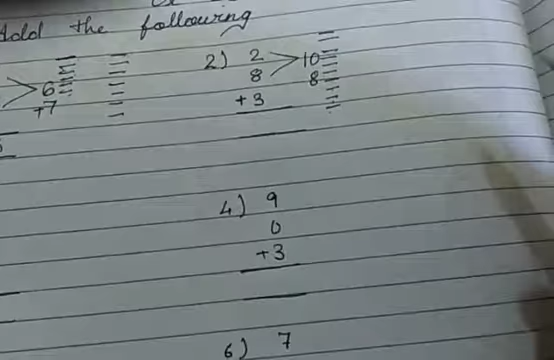 Add the following
2) 2 > 10
> 6 8 8
+7 +3
4) 9
0
+3
6) 7